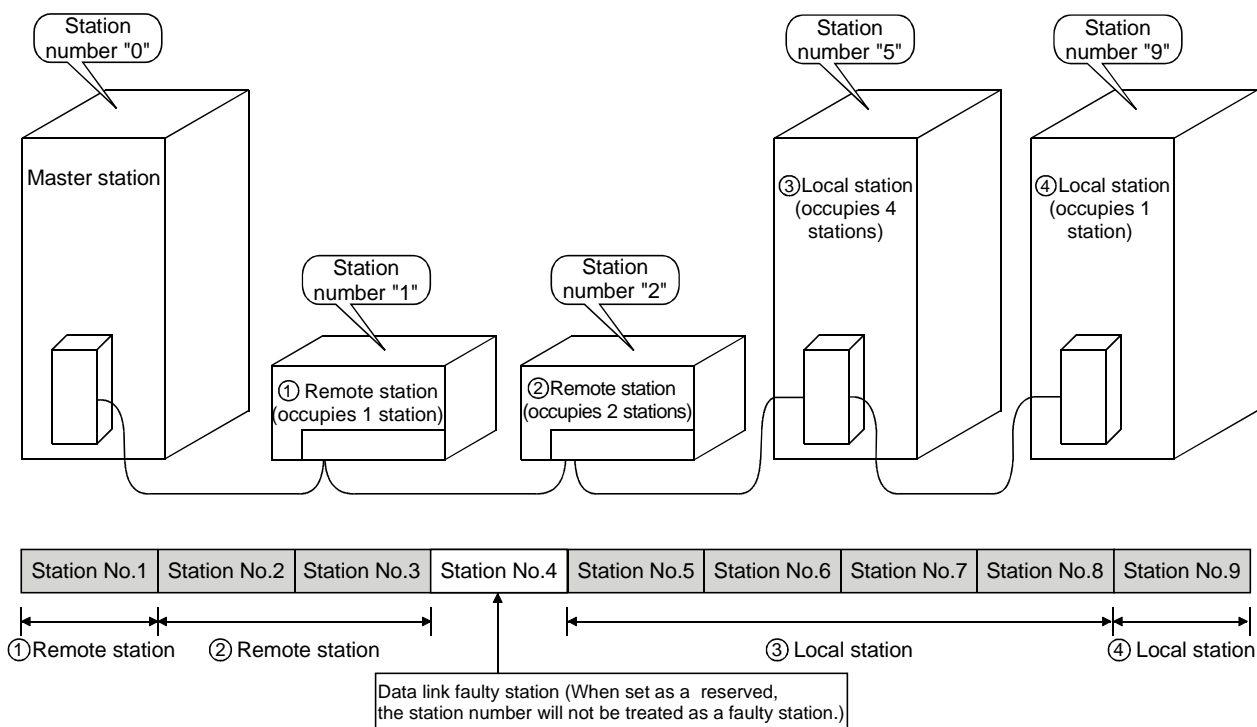 Station
number "0"
Station
number "5"
Station
number "9"
Master station
③Local station
(occupies 4
stations)
④Local station
(occupies 1
station)
Station
number "1"
Station
number "2"
① Remote station
(occupies 1 station)
②Remote station
(occupies 2 stations)
Station No.1 Station No.2 Station No.3 Station No.4 Station No.5 Station No.6 Station No.7 Station No.8 Station No.9
①Remote station ② Remote station ③ Local station ④ Local station
Data link faulty station (When set as a reserved,
the station number will not be treated as a faulty station.)